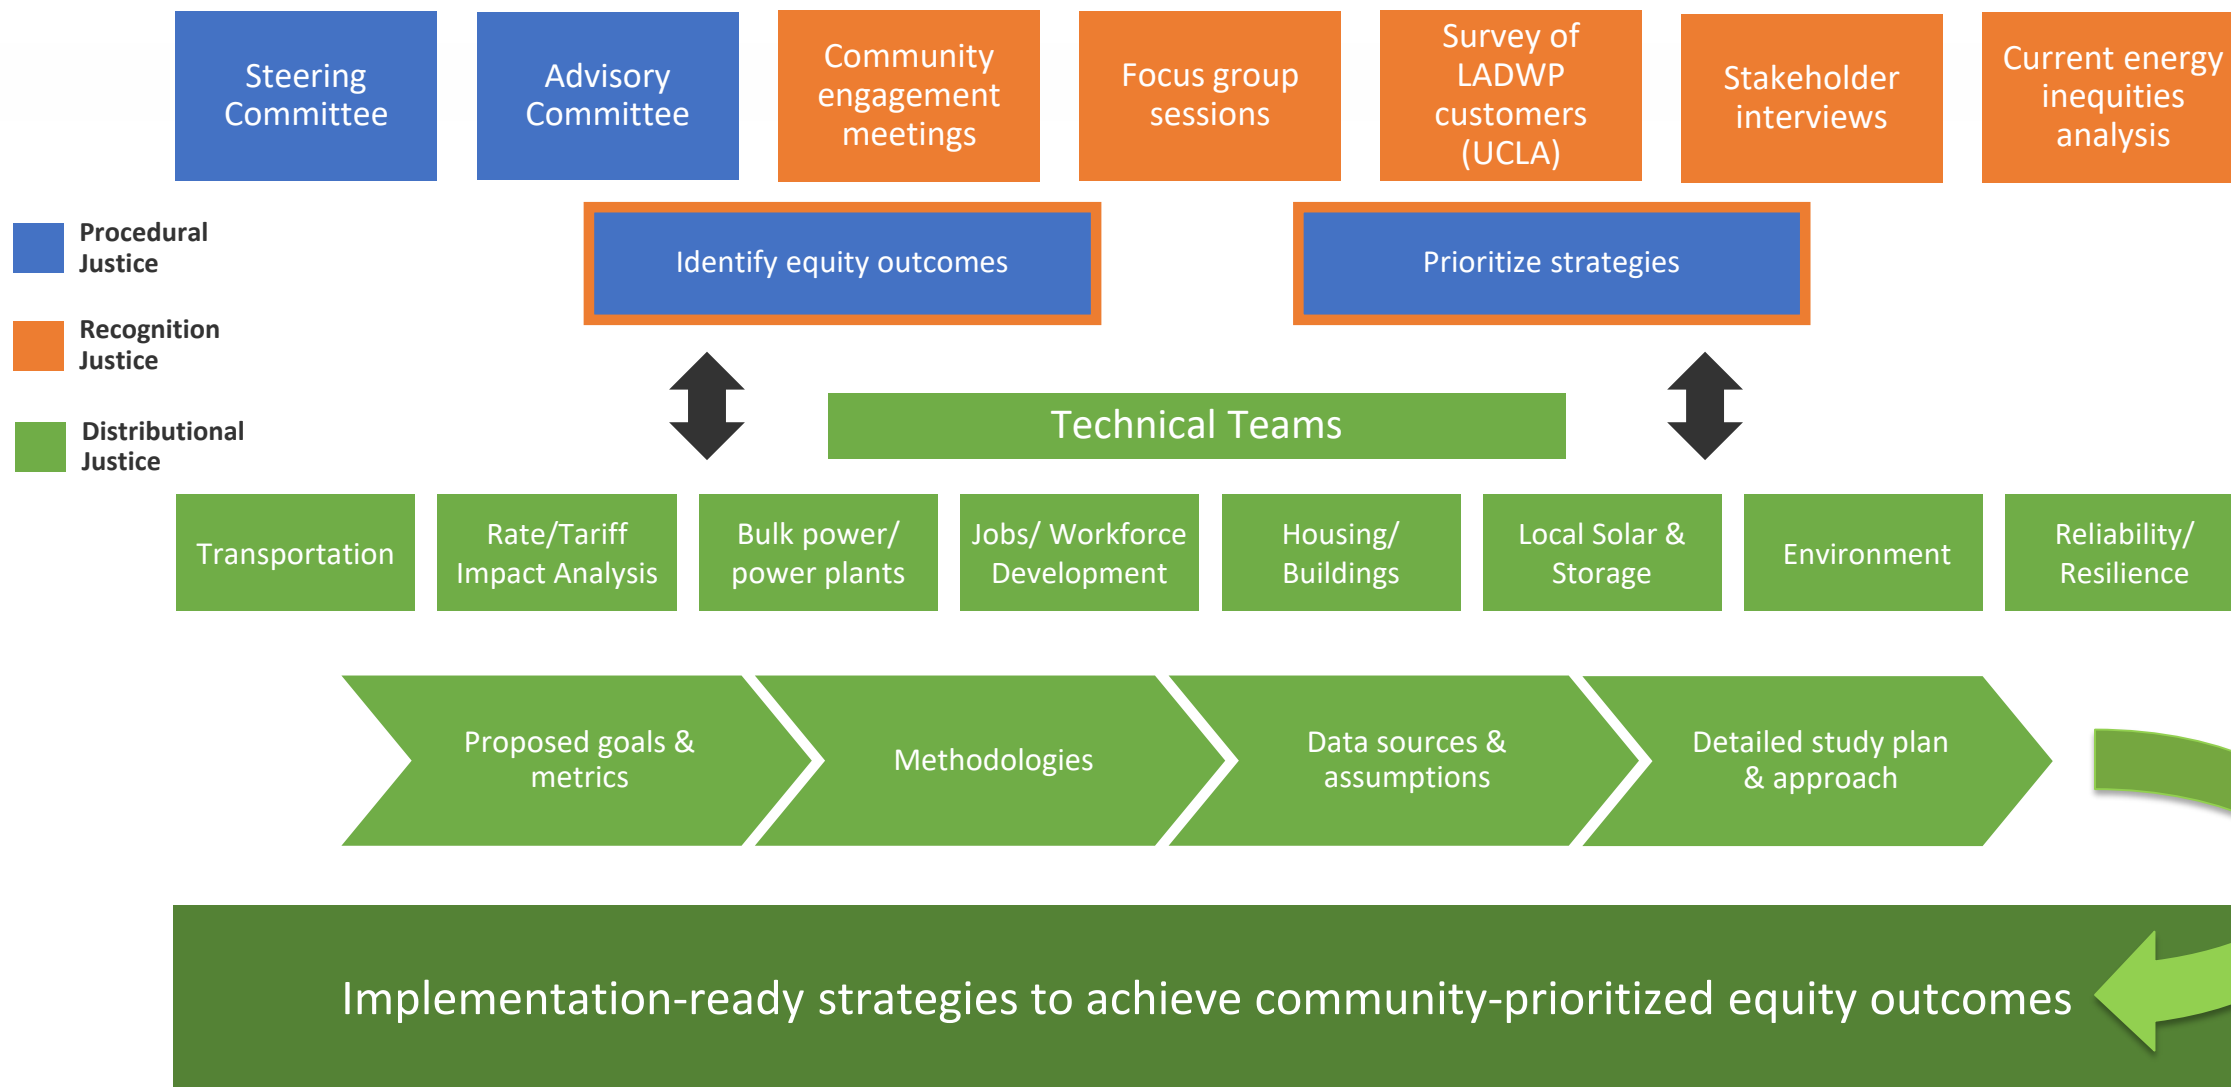 Steering
Committee
Advisory
Committee
Community
engagement
meetings
Focus group
sessions
Survey of
LADWP
customers
(UCLA)
Stakeholder
interviews
Current energy
inequities
analysis
Procedural
Justice
Recognition
Justice
Distributional
Justice
Identify equity outcomes
Prioritize strategies
Technical Teams
Transportation
Rate/Tariff
Impact Analysis
Bulk power/
power plants
Jobs/ Workforce
Development
Housing/
Buildings
Local Solar &
Storage
Environment
Reliability/
Resilience
Proposed goals &
metrics
Methodologies
Data sources &
assumptions
Detailed study plan
& approach
Implementation-ready strategies to achieve community-prioritized equity outcomes